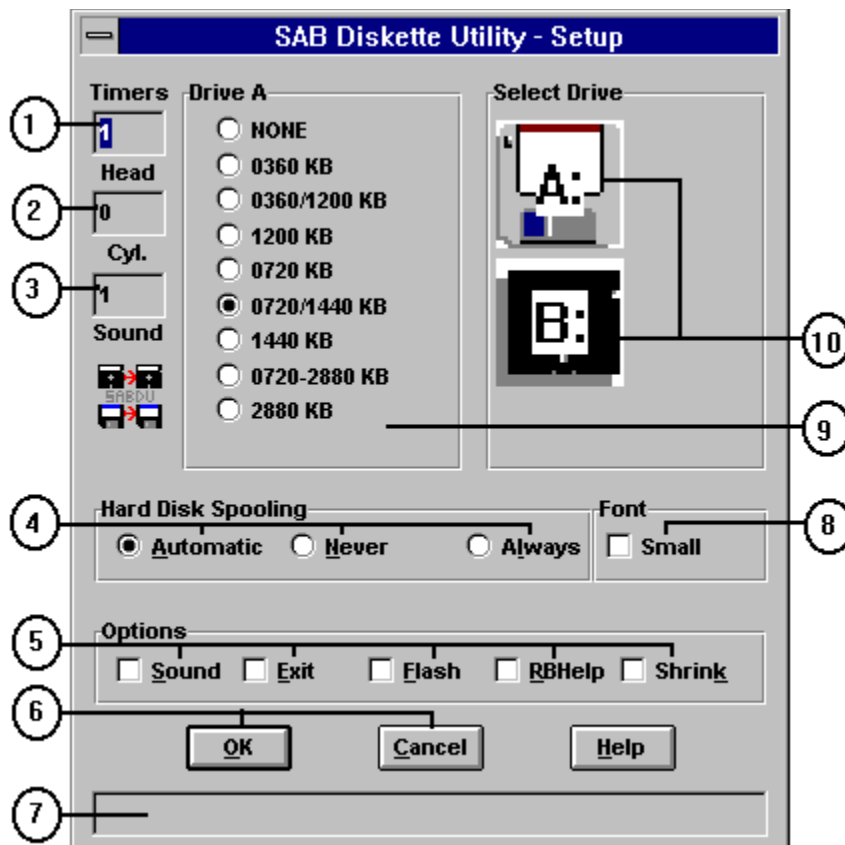 SAB Diskette Utility - Setup
Timers
1
1
Head
2
0
Cyl.
3
1
Sound
SABDU
Drive A
NONE
0360 KB
0360/1200 KB
1200 KB
0720 KB
0720/1440 KB
1440 KB
0720-2880 KB
2880 KB
9
Select Drive
A:
B:
10
Hard Disk Spooling
4
Automatic Never Always
Font
Small
8
Options
5
Sound Exit Flash RBHelp Shrink
6
OK Cancel Help
7